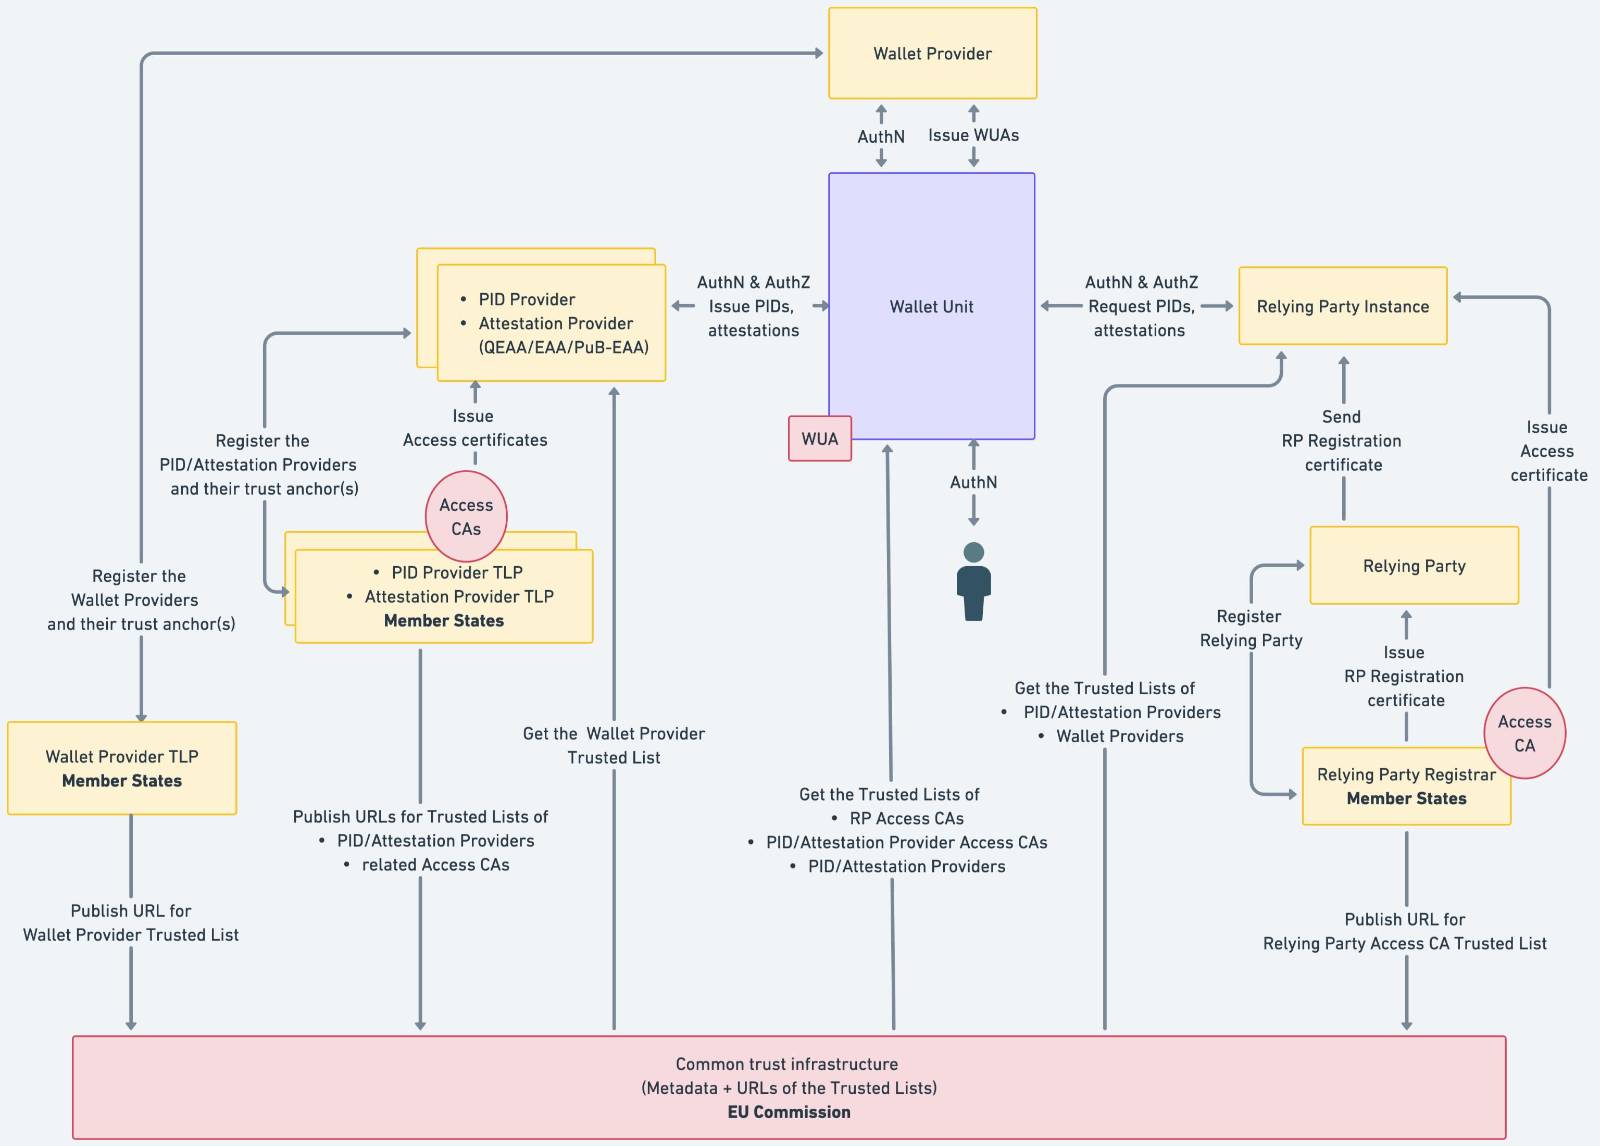 Wallet Provider
AuthN
Issue WUAs
• PID Provider
• Attestation Provider
(QEAA/EAA/PuB-EAA)
AuthN & AuthZ
Issue PIDs,
attestations
Wallet Unit
AuthN & AuthZ
Request PIDs,
attestations
Relying Party Instance
WUA
Issue
Access certificates
Register the
PID/Attestation Providers
and their trust anchor(s)
Access
CAs
AuthN
Send
RP Registration
certificate
Issue
Access
certificate
• PID Provider TLP
• Attestation Provider TLP
Member States
Register the
Wallet Providers
and their trust anchor(s)
Relying Party
Register
Relying Party
Issue
RP Registration
certificate
Get the Trusted Lists of
• PID/Attestation Providers
• Wallet Providers
Access
CA
Wallet Provider TLP
Member States
Get the Wallet Provider
Trusted List
Relying Party Registrar
Member States
Publish URLs for Trusted Lists of
• PID/Attestation Providers
• related Access CAs
Get the Trusted Lists of
• RP Access CAs
• PID/Attestation Provider Access CAs
• PID/Attestation Providers
Publish URL for
Wallet Provider Trusted List
Publish URL for
Relying Party Access CA Trusted List
Common trust infrastructure
(Metadata + URLs of the Trusted Lists)
EU Commission